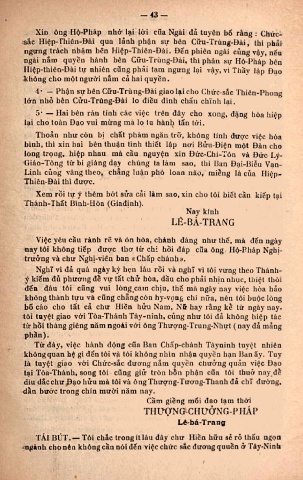 — 43 —
Xin ông Hộ-Pháp nhớ lại lời của Ngài đã tuyên bố rằng : Chức-
sắc Hiệp-Thiên-Đài qua lãnh phận sự bên Cửu-Trùng-Đài, thì phải
ngưng trách nhậm bên Hiệp-Thiên-Đài. Đến phiên ngài cũng vậy, nếu
ngài nắm quyền hành bên Cửu-Trùng-Đài, thì phận sự Hộ-Pháp bên
Hiệp-thiên-Đài tự nhiên cũng phải tạm ngưng lại vậy, vì Thầy lập Đạo
không cho một người nắm cả hai quyền.
4· — Phận sự bên Cửu-Trùng-Đài giao lại cho Chức-sắc Thiên-Phong
lớn nhỏ bên Cửu-Trùng-Đài lo điều đình chấu chỉnh lại.
5· — Hai bên râm tính các việc trên đây cho xong, đặng hòa hiệp
lại cho toàn Đạo vui mừng mà lo tu hành tới.
Thoản như còn bị chất phàm ngăn trở, không tính được việc hòa
bình, thì xin hai bên thuận tình thiết lập nơi Bửu-Điện một Đàn cho
long trọng, hiệp nhau mà cầu nguyện xin Đức-Chí-Tôn và Đức Lý-
Giáo-Tông từ bi giáng dạy chúng ta làm sao, thì Ban Đại-Biểu Vạn-
Linh cũng vâng theo, chẳng luận phò loan nào, miễng là của Hiệp-
Thiên-Đài thì được.
Xem rồi tự ý thêm bớt sửa cải làm sao, xin cho tôi biết cần kiếp tại
Thành-Thất Bình-Hòa (Giađịnh).
Nay kính
LÊ-BÁ-TRANG
Việc yêu cầu rành rẽ và ôn hòa, chánh đáng như thế, mà đến ngày
nay tôi không tiếp được thơ từ chi hồi đáp của ông Hộ-Pháp Nghị-
trưởng và chư Nghị-viên ban « Chấp chánh».
Nghĩ vì đã quá ngày kỳ hẹn lâu rồi và nghĩ vì tôi vưng theo Thánh-
ý kiếm đủ phương để vẹ tất chữ hòa, dầu cho phải nhịn nhục, thiệt thòi
đến đâu tôi cũng vui lòng cam chịu, thế mà ngày nay việc hòa hảo
không thành tựu và cũng chẳng còn hy-vọng chi nữa, nên tôi buộc lòng
bố cáo cho tất cả chư Hiền hữu Nam, Nữ hay rằng kể từ ngày nay
tôi tuyệt giao với Tòa-Thánh Tây-ninh, cũng như tôi đã không hiệp tác
từ hồi tháng giêng năm ngoái với ông Thượng-Trung-Nhựt (nay đã mãng
phần).
Từ đây, việc hành động của Ban Chấp-chánh Tâyninh tuyệt nhiên
không quan hệ gì đến tôi và tôi không nhìn nhận quyền hạn Ban ấy. Tuy
là tuyệt giao với Chức-sắc đương nắm quyền chưởng quản việc Đạo
tại Tòa-Thánh, song tôi cũng giữ tròn bổn phận của tôi thuở nay để
dìu dắc chư Đạo hữu mà tôi và ông Thượng-Tương-Thanh đã chỉ đường,
dẫn bước trong chín mười năm nay.
Cầm giềng mối đạo tạm thời
THƯỢNG-CHƯỞNG-PHÁP
Lê-bá-Trang
TÁI BÚT. — Tôi chắc trong ít lâu đây chư Hiền hữu sẽ rõ thấu ngọn
ngành cho nên không cần nói đến việc chức sắc đương quyền ở Tây-Ninh